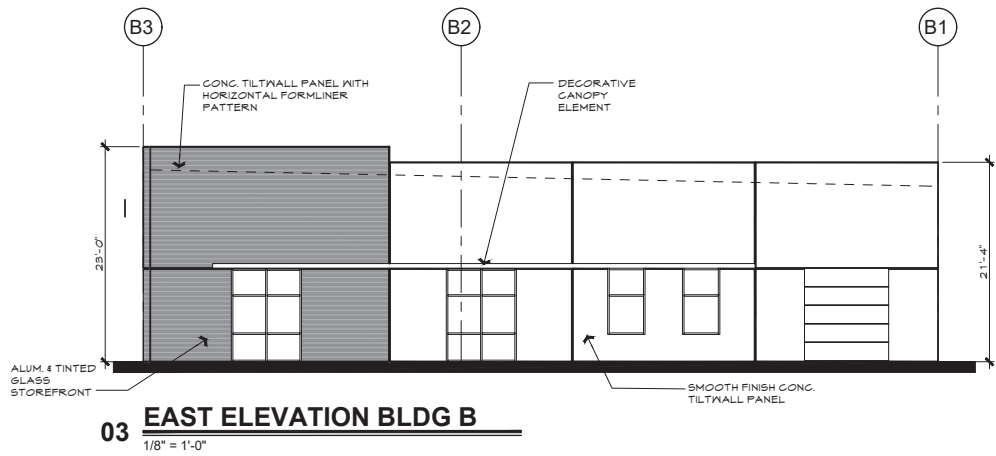 B3
B2
B1
CONC. TILTWALL PANEL WITH
HORIZONTAL FORMLINER
PATTERN
DECORATIVE
CANOPY
ELEMENT
23'-0"
21'-4"
ALUM. & TINTED
GLASS
STOREFRONT
SMOOTH FINISH CONC.
TILTWALL PANEL
03 EAST ELEVATION BLDG B
1/8" = 1'-0"